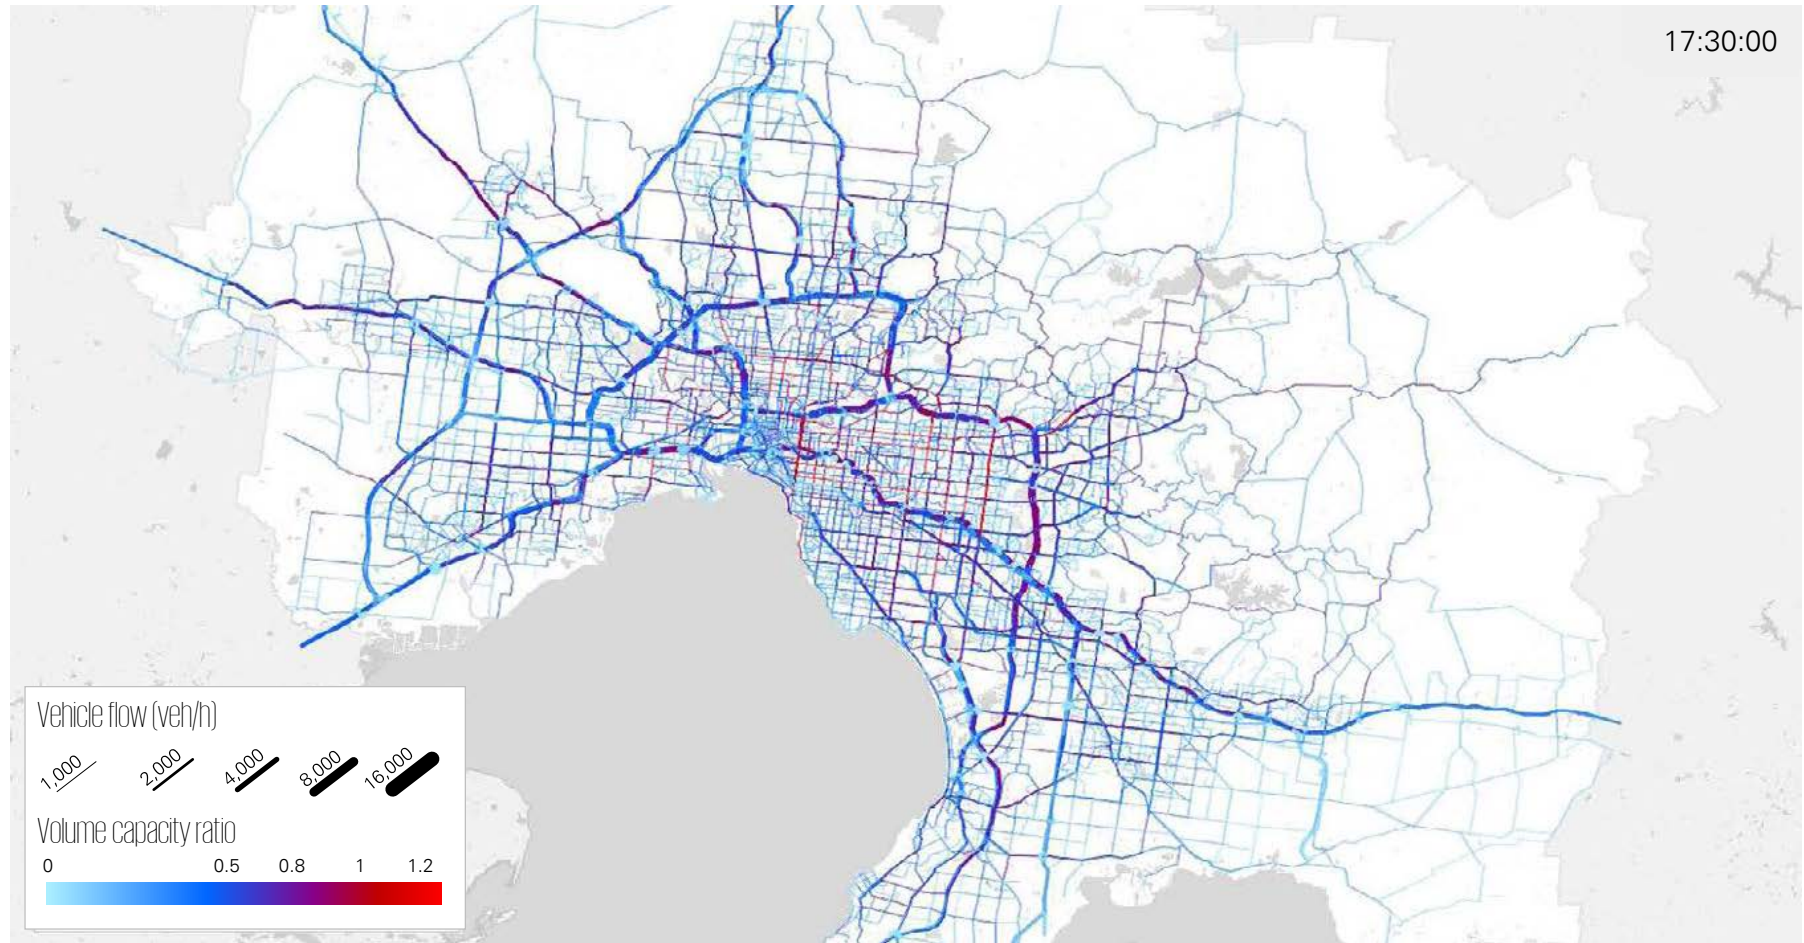 17:30:00
Vehicle flow (veh/h)
1,000 2,000 4,000 8,000 16,000
Volume capacity ratio
0 0.5 0.8 1 1.2